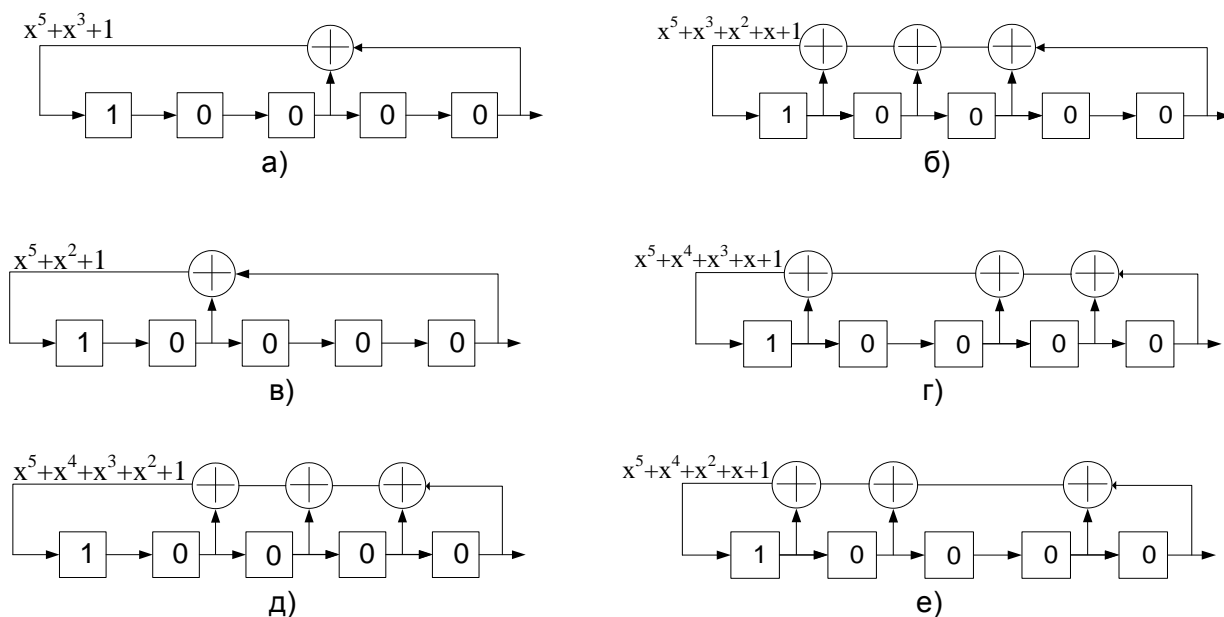 x⁵+x³+1
1 0 0 0 0
а)
x⁵+x³+x²+x+1
1 0 0 0 0
б)
x⁵+x²+1
1 0 0 0 0
в)
x⁵+x⁴+x³+x+1
1 0 0 0 0
г)
x⁵+x⁴+x³+x²+1
1 0 0 0 0
д)
x⁵+x⁴+x²+x+1
1 0 0 0 0
е)